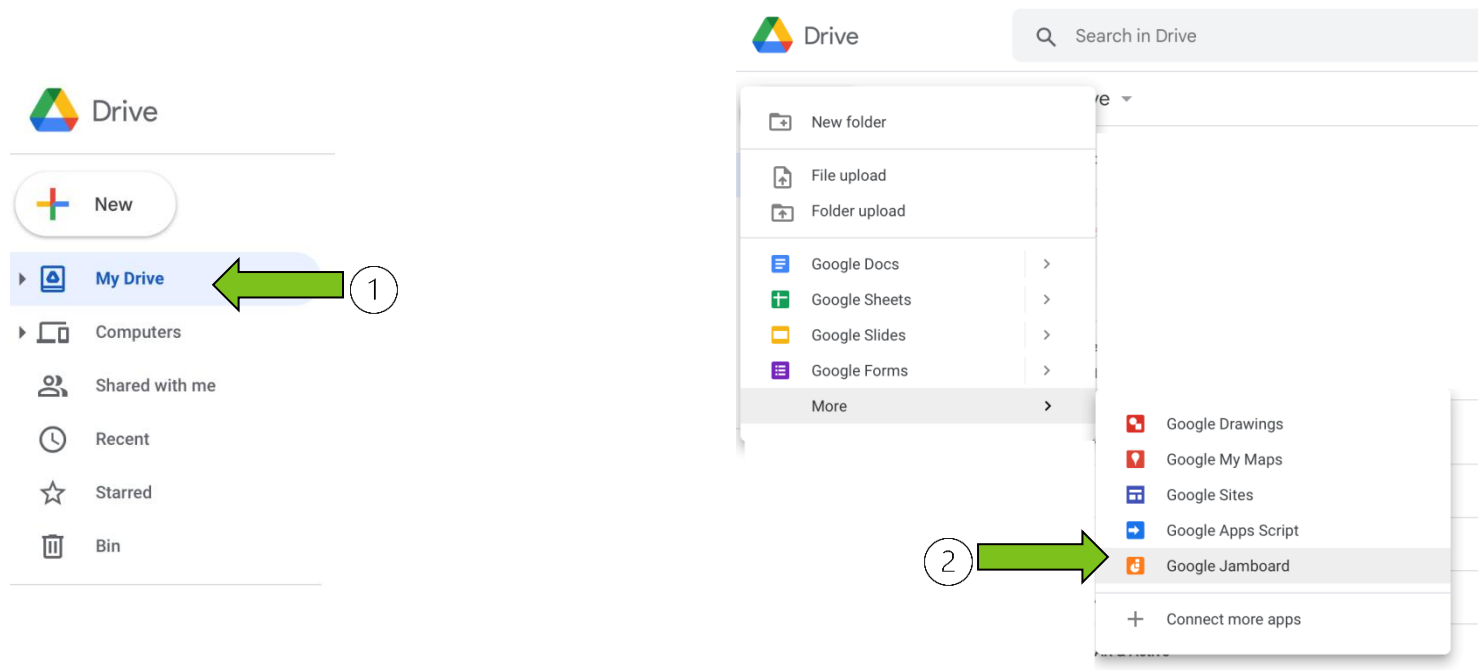 Drive
New
My Drive
1
Computers
Shared with me
Recent
Starred
Bin
Drive
Search in Drive
New folder
File upload
Folder upload
Google Docs
Google Sheets
Google Slides
Google Forms
More
Google Drawings
Google My Maps
Google Sites
Google Apps Script
2
Google Jamboard
Connect more apps